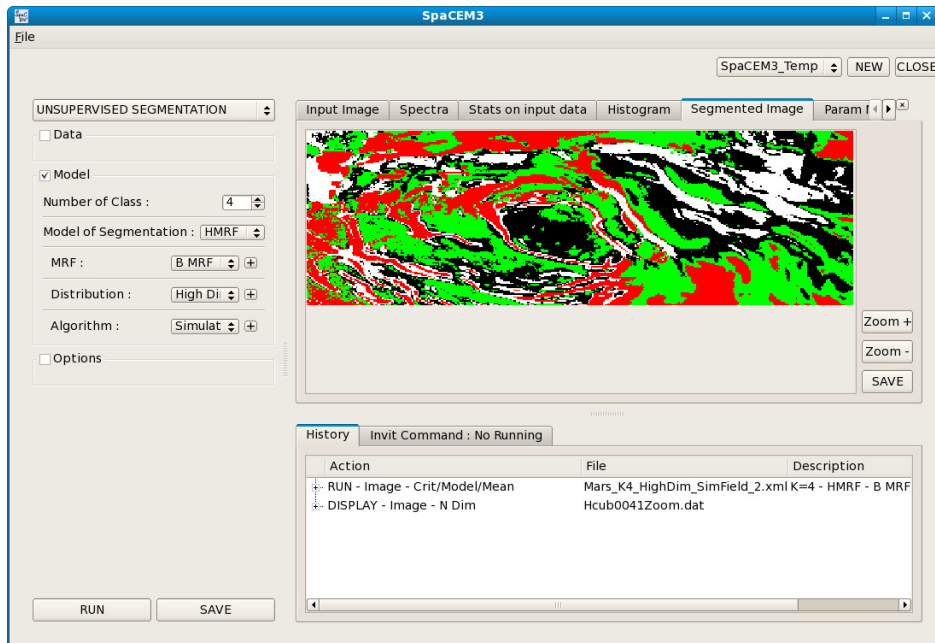 SpaCEM3
File
SpaCEM3_Temp NEW CLOSE
UNSUPERVISED SEGMENTATION
Data
Model
Number of Class : 4
Model of Segmentation : HMRF
MRF : B MRF
Distribution : High Di
Algorithm : Simulat
Options
RUN SAVE
Input Image Spectra Stats on input data Histogram Segmented Image Param
Zoom +
Zoom -
SAVE
History Invit Command : No Running
Action File Description
RUN - Image - Crit/Model/Mean Mars_K4_HighDim_SimField_2.xml K=4 - HMRF - B MRF
DISPLAY - Image - N Dim Hcub0041Zoom.dat